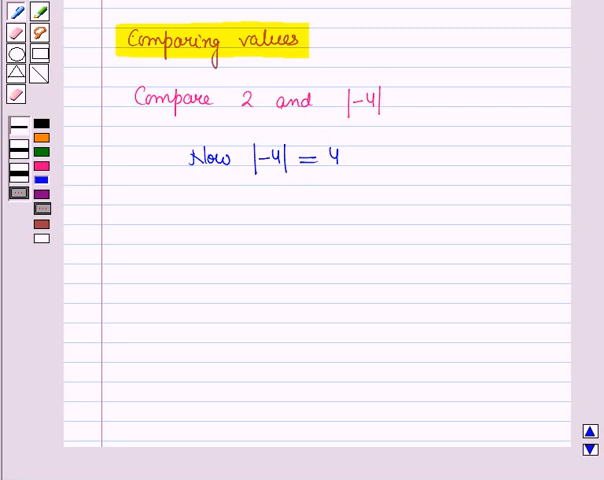 Comparing values
Compare 2 and |-4|
Now |-4| = 4